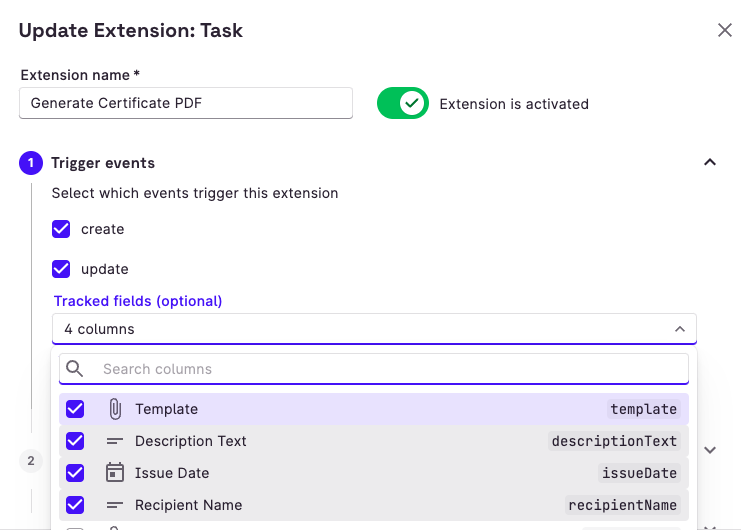 Update Extension: Task
Extension name *
Generate Certificate PDF
Extension is activated
1 Trigger events
Select which events trigger this extension
create
update
Tracked fields (optional)
4 columns
Search columns
Template template
Description Text descriptionText
2
Issue Date issueDate
Recipient Name recipientName